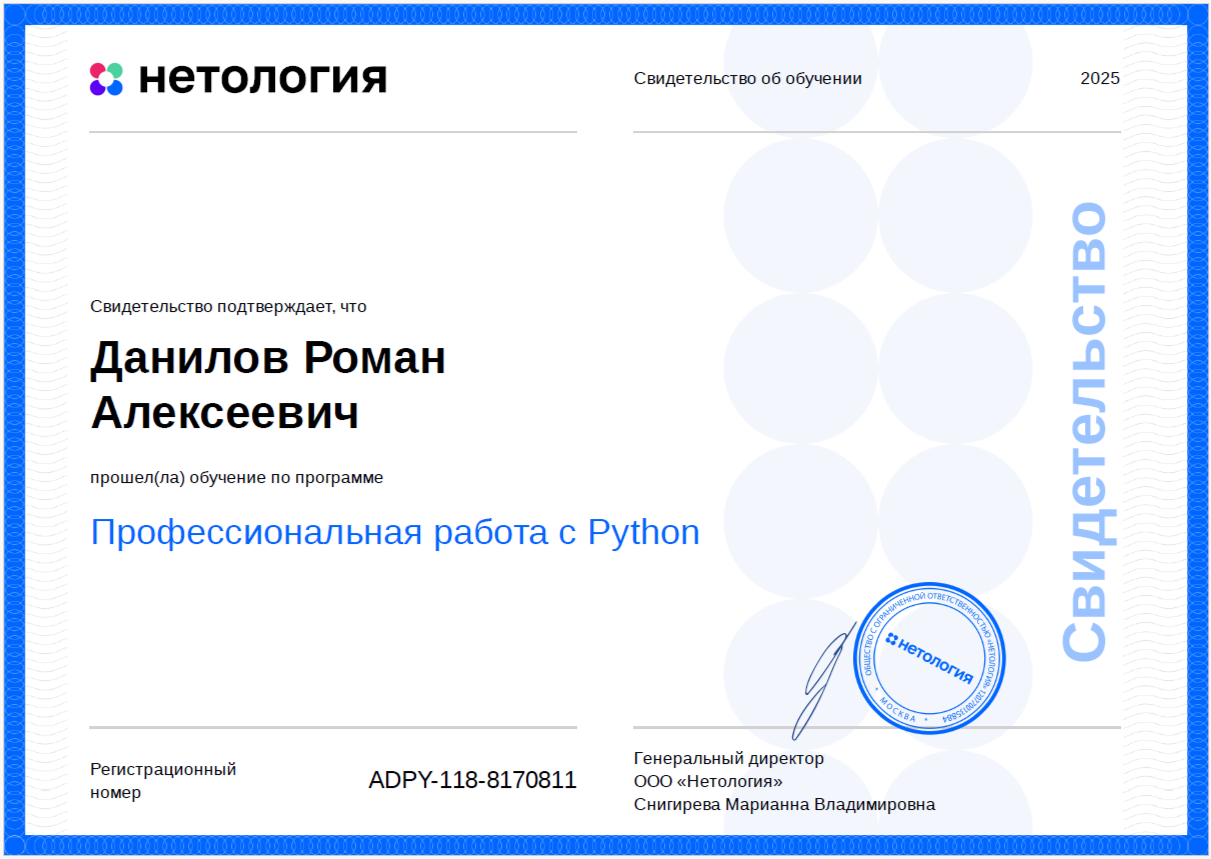 нетология
Свидетельство об обучении
2025
Свидетельство подтверждает, что
Данилов Роман
Алексеевич
прошел(ла) обучение по программе
Профессиональная работа с Python
Свидетельство
ОБЩЕСТВО С ОГРАНИЧЕННОЙ ОТВЕТСТВЕННОСТЬЮ «НЕТОЛОГИЯ» 1207700135884
* МОСКВА *
нетология
Регистрационный
номер
ADPY-118-8170811
Генеральный директор
ООО «Нетология»
Снигирева Марианна Владимировна